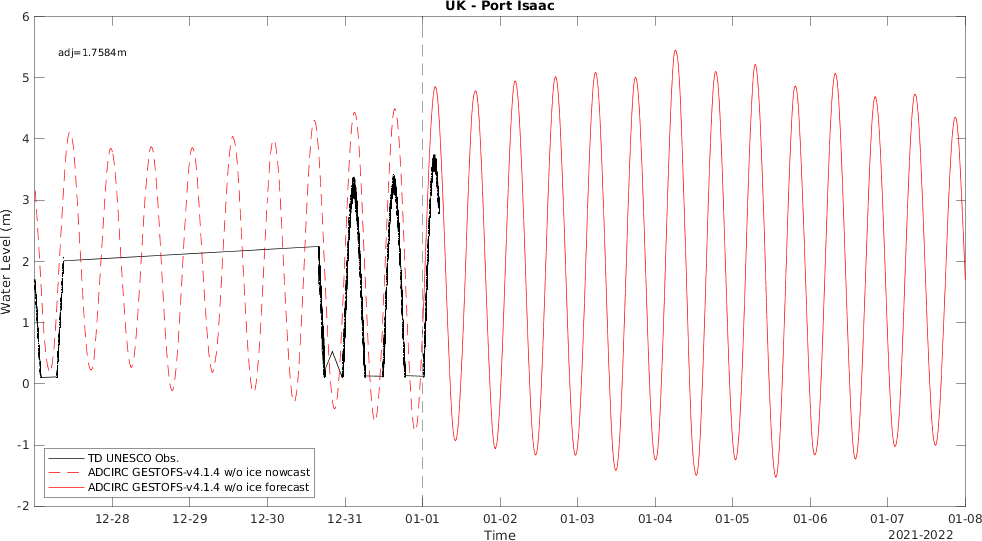 UK - Port Isaac
6
adj=1.7584m
5
4
3
2
1
0
-1
-2
Water Level (m)
TD UNESCO Obs.
ADCIRC GESTOFS-v4.1.4 w/o ice nowcast
ADCIRC GESTOFS-v4.1.4 w/o ice forecast
12-28 12-29 12-30 12-31 01-01 01-02 01-03 01-04 01-05 01-06 01-07 01-08
Time
2021-2022